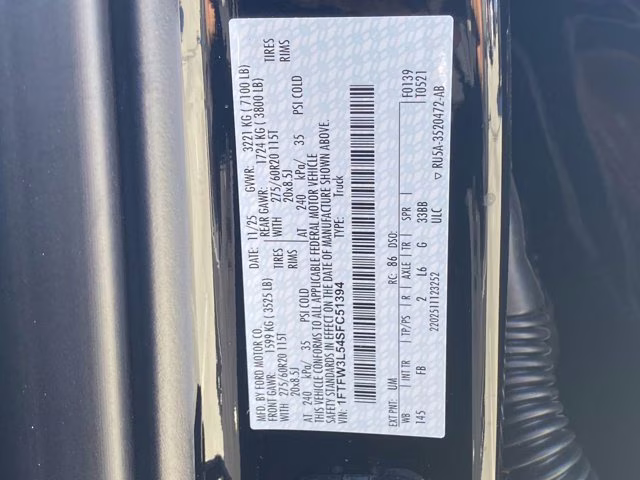 MFD. BY FORD MOTOR CO.
DATE: 11/25 GVWR: 3221 KG ( 7100 LB)
FRONT GAWR: 1599 KG ( 3525 LB) REAR GAWR: 1724 KG ( 3800 LB)
WITH 275/60R20 115T TIRES WITH 275/60R20 115T TIRES
20x8.5J RIMS 20x8.5J RIMS
AT 240 kPa/ 35 PSI COLD AT 240 kPa/ 35 PSI COLD
THIS VEHICLE CONFORMS TO ALL APPLICABLE FEDERAL MOTOR VEHICLE
SAFETY STANDARDS IN EFFECT ON THE DATE OF MANUFACTURE SHOWN ABOVE.
VIN: 1FTFW3L54SFC51394 TYPE: Truck
F0139
T0521
EXT PNT: UM RC: 86 DSO:
WB INT TR TP/PS R AXLE TR SPR
145 FB 2 L6 G 33BB
ULC
2202511123252 ▽ RU5A-3520472-AB